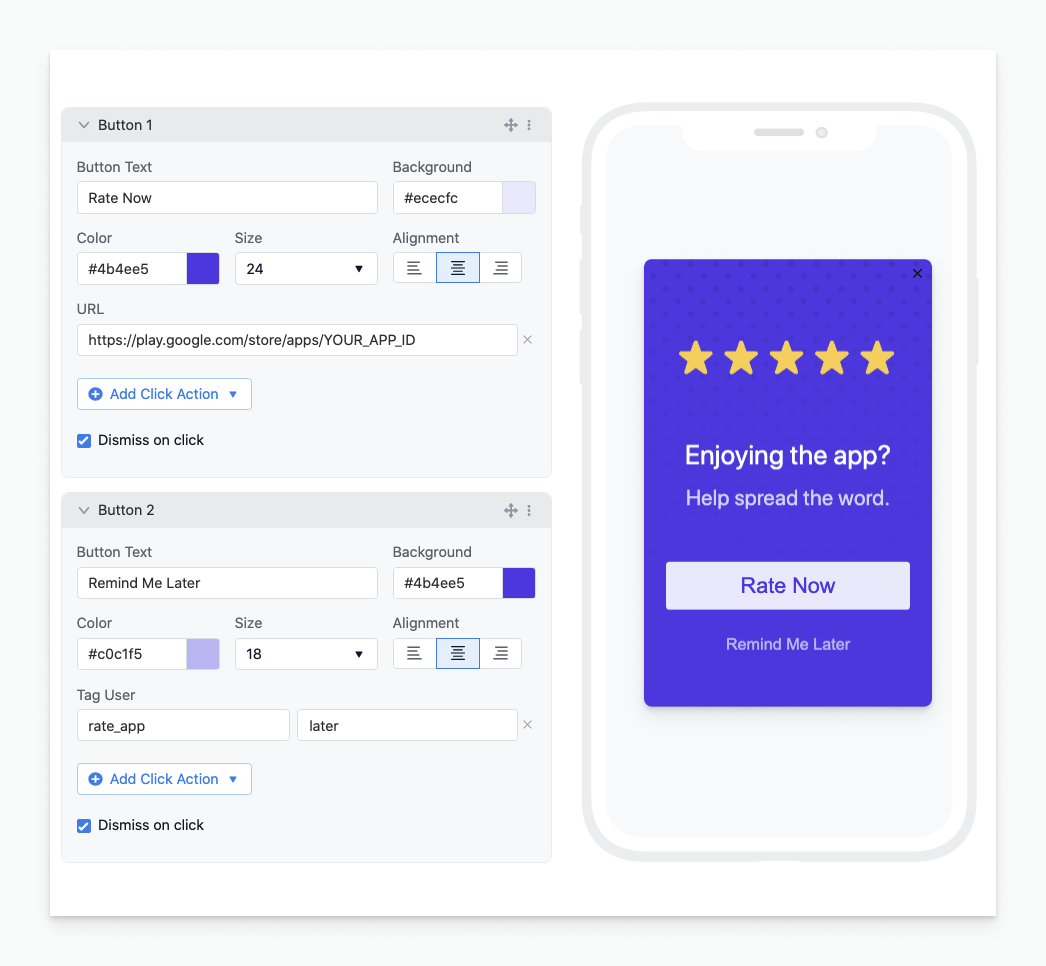 Button 1
Button Text
Background
Rate Now
#ececfc
Color
Size
Alignment
#4b4ee5
24
URL
https://play.google.com/store/apps/YOUR_APP_ID
Add Click Action
Dismiss on click
Button 2
Button Text
Background
Remind Me Later
#4b4ee5
Color
Size
Alignment
#c0c1f5
18
Tag User
rate_app
later
Add Click Action
Dismiss on click
Enjoying the app?
Help spread the word.
Rate Now
Remind Me Later